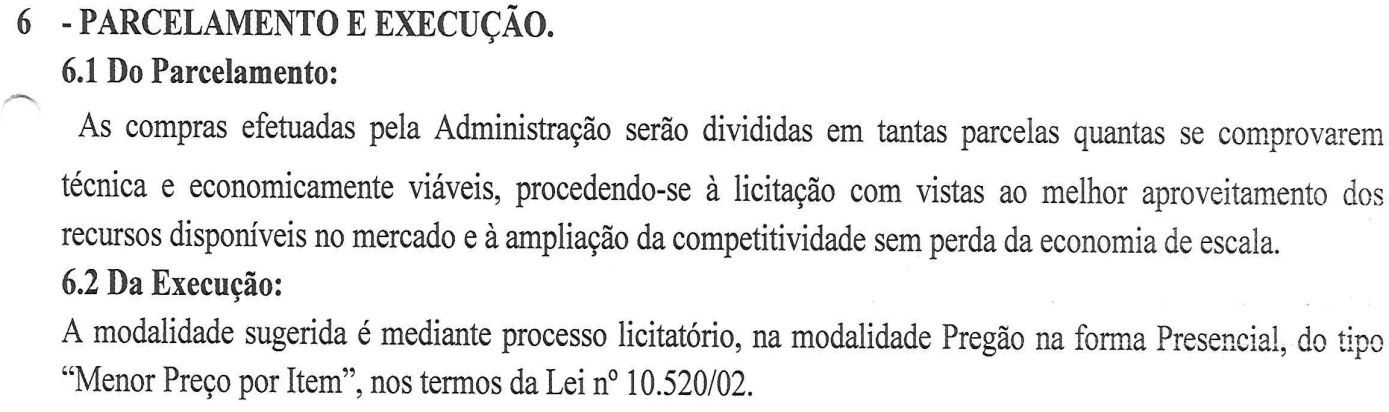 6 - PARCELAMENTO E EXECUÇÃO.
6.1 Do Parcelamento:
As compras efetuadas pela Administração serão divididas em tantas parcelas quantas se comprovarem
técnica e economicamente viáveis, procedendo-se à licitação com vistas ao melhor aproveitamento dos
recursos disponíveis no mercado e à ampliação da competitividade sem perda da economia de escala.
6.2 Da Execução:
A modalidade sugerida é mediante processo licitatório, na modalidade Pregão na forma Presencial, do tipo
“Menor Preço por Item”, nos termos da Lei nº 10.520/02.